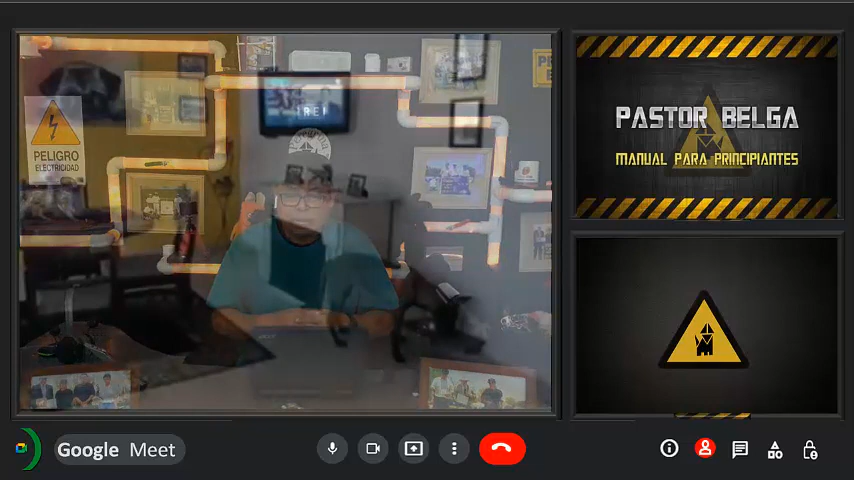 PELIGRO
ELECTRICIDAD
PASTOR BELGA
MANUAL PARA PRINCIPIANTES
Google Meet